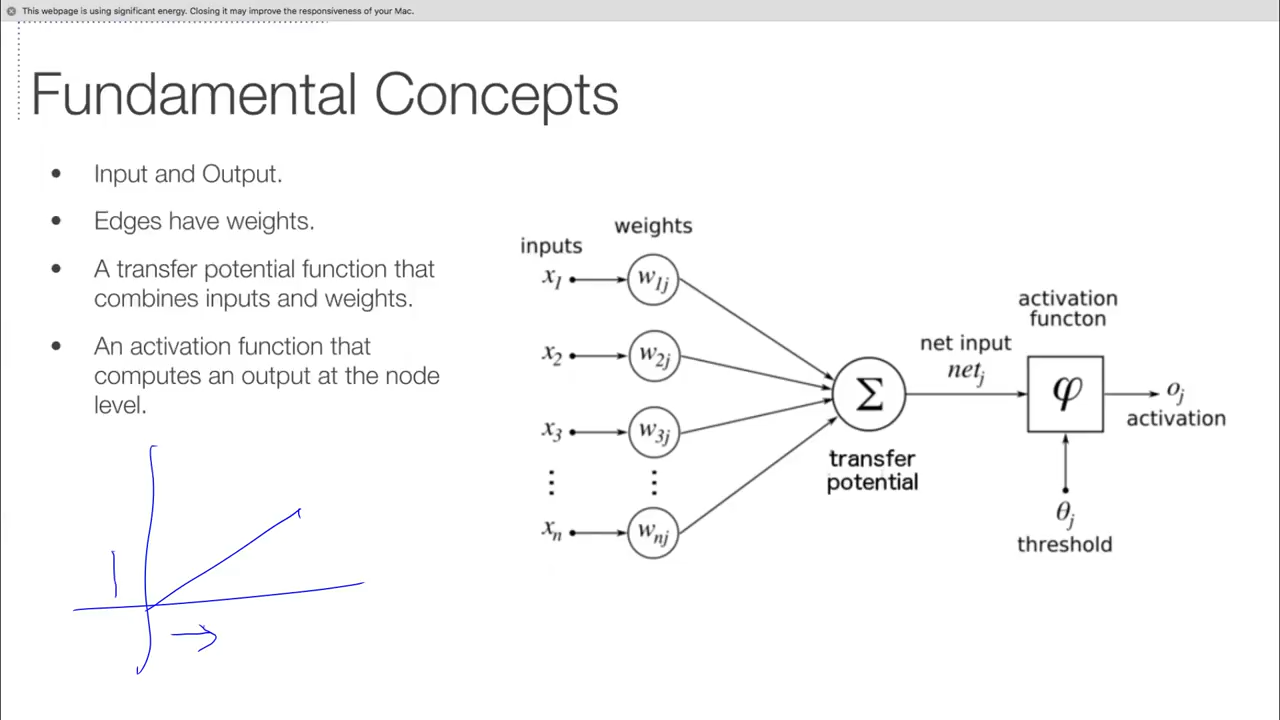 This webpage is using significant energy. Closing it may improve the responsiveness of your Mac.
Fundamental Concepts
• Input and Output.
• Edges have weights.
• A transfer potential function that
combines inputs and weights.
• An activation function that
computes an output at the node
level.
weights
inputs
x₁
w₁ⱼ
x₂
w₂ⱼ
x₃
w₃ⱼ
⋮
⋮
xₙ
wₙⱼ
Σ
transfer
potential
net input
netⱼ
activation
functon
φ
oⱼ
activation
θⱼ
threshold